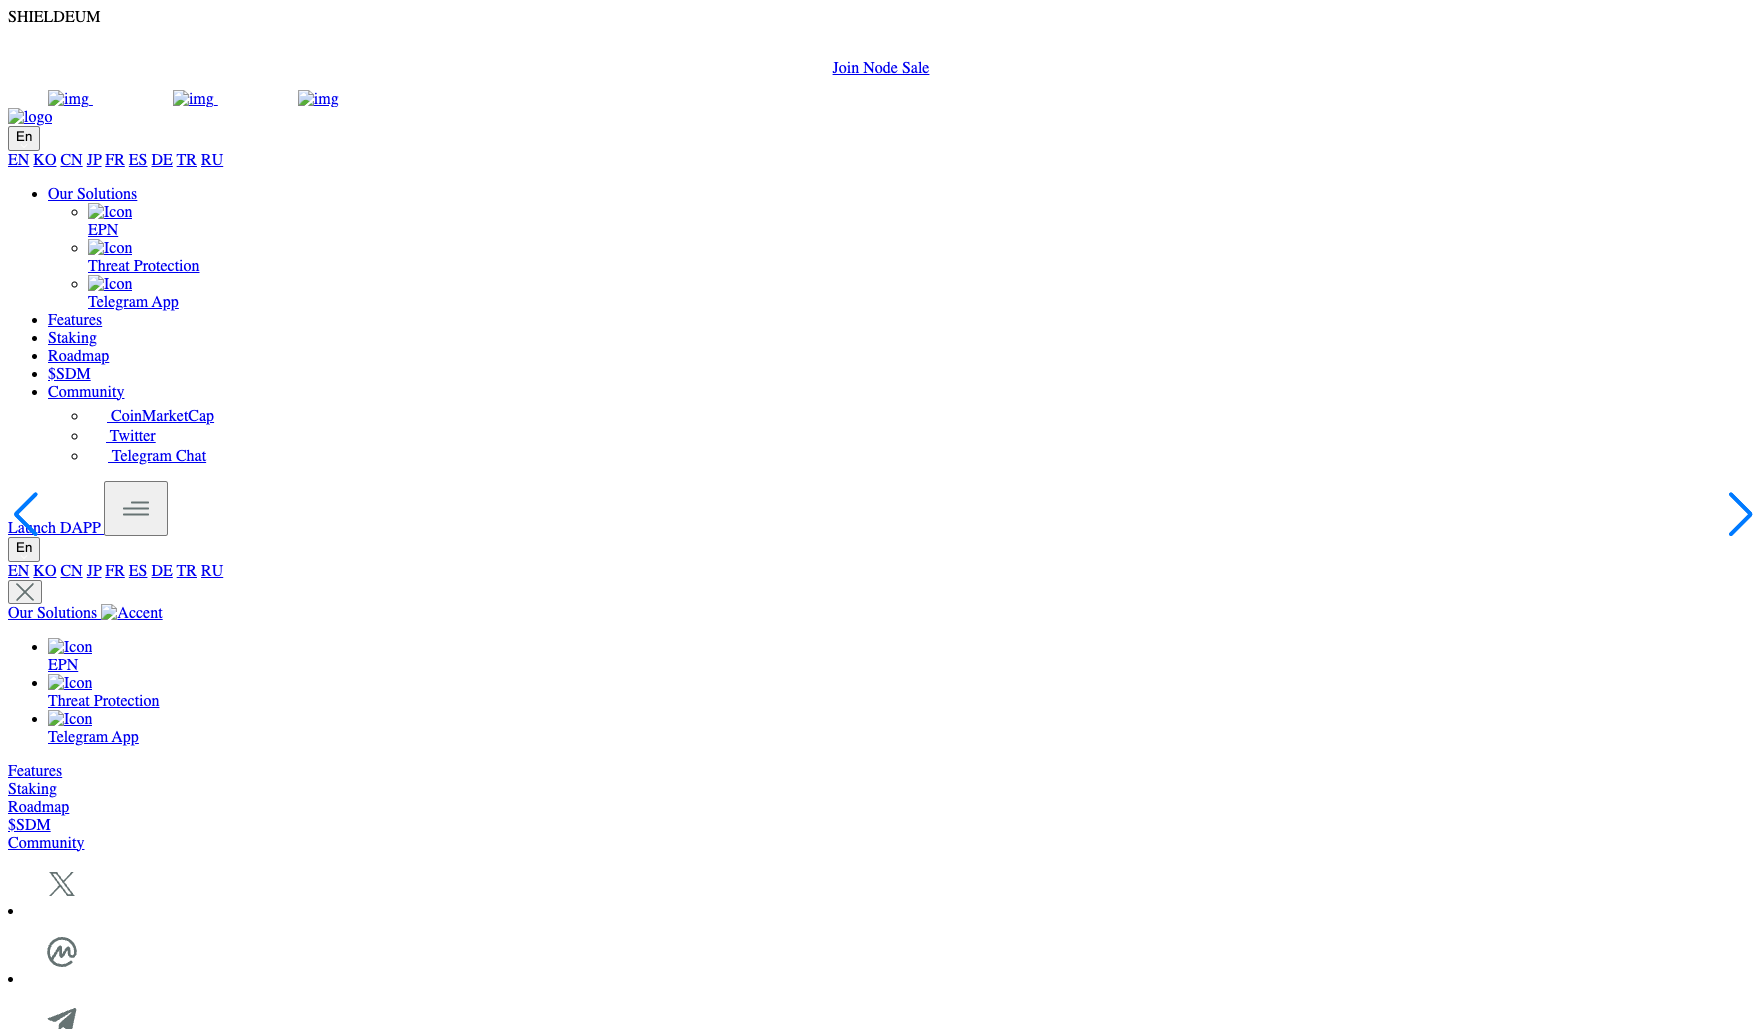 SHIELDEUM
Join Node Sale
img img img
logo
En
EN KO CN JP FR ES DE TR RU
Our Solutions
Icon
EPN
Icon
Threat Protection
Icon
Telegram App
Features
Staking
Roadmap
$SDM
Community
CoinMarketCap
Twitter
Telegram Chat
Launch DAPP
En
EN KO CN JP FR ES DE TR RU
Our Solutions Accent
Icon
EPN
Icon
Threat Protection
Icon
Telegram App
Features
Staking
Roadmap
$SDM
Community